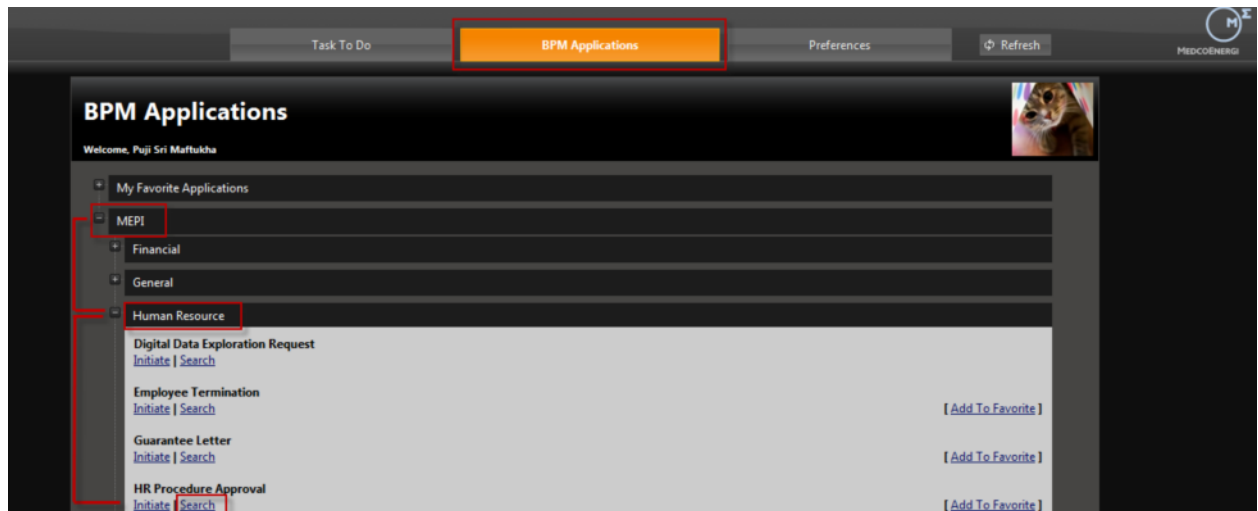 Task To Do
BPM Applications
Preferences
Refresh
MEDCOENERGI
BPM Applications
Welcome, Puji Sri Maftukha
My Favorite Applications
MEPI
Financial
General
Human Resource
Digital Data Exploration Request
Initiate | Search
Employee Termination
Initiate | Search [ Add To Favorite ]
Guarantee Letter
Initiate | Search [ Add To Favorite ]
HR Procedure Approval
Initiate | Search [ Add To Favorite ]